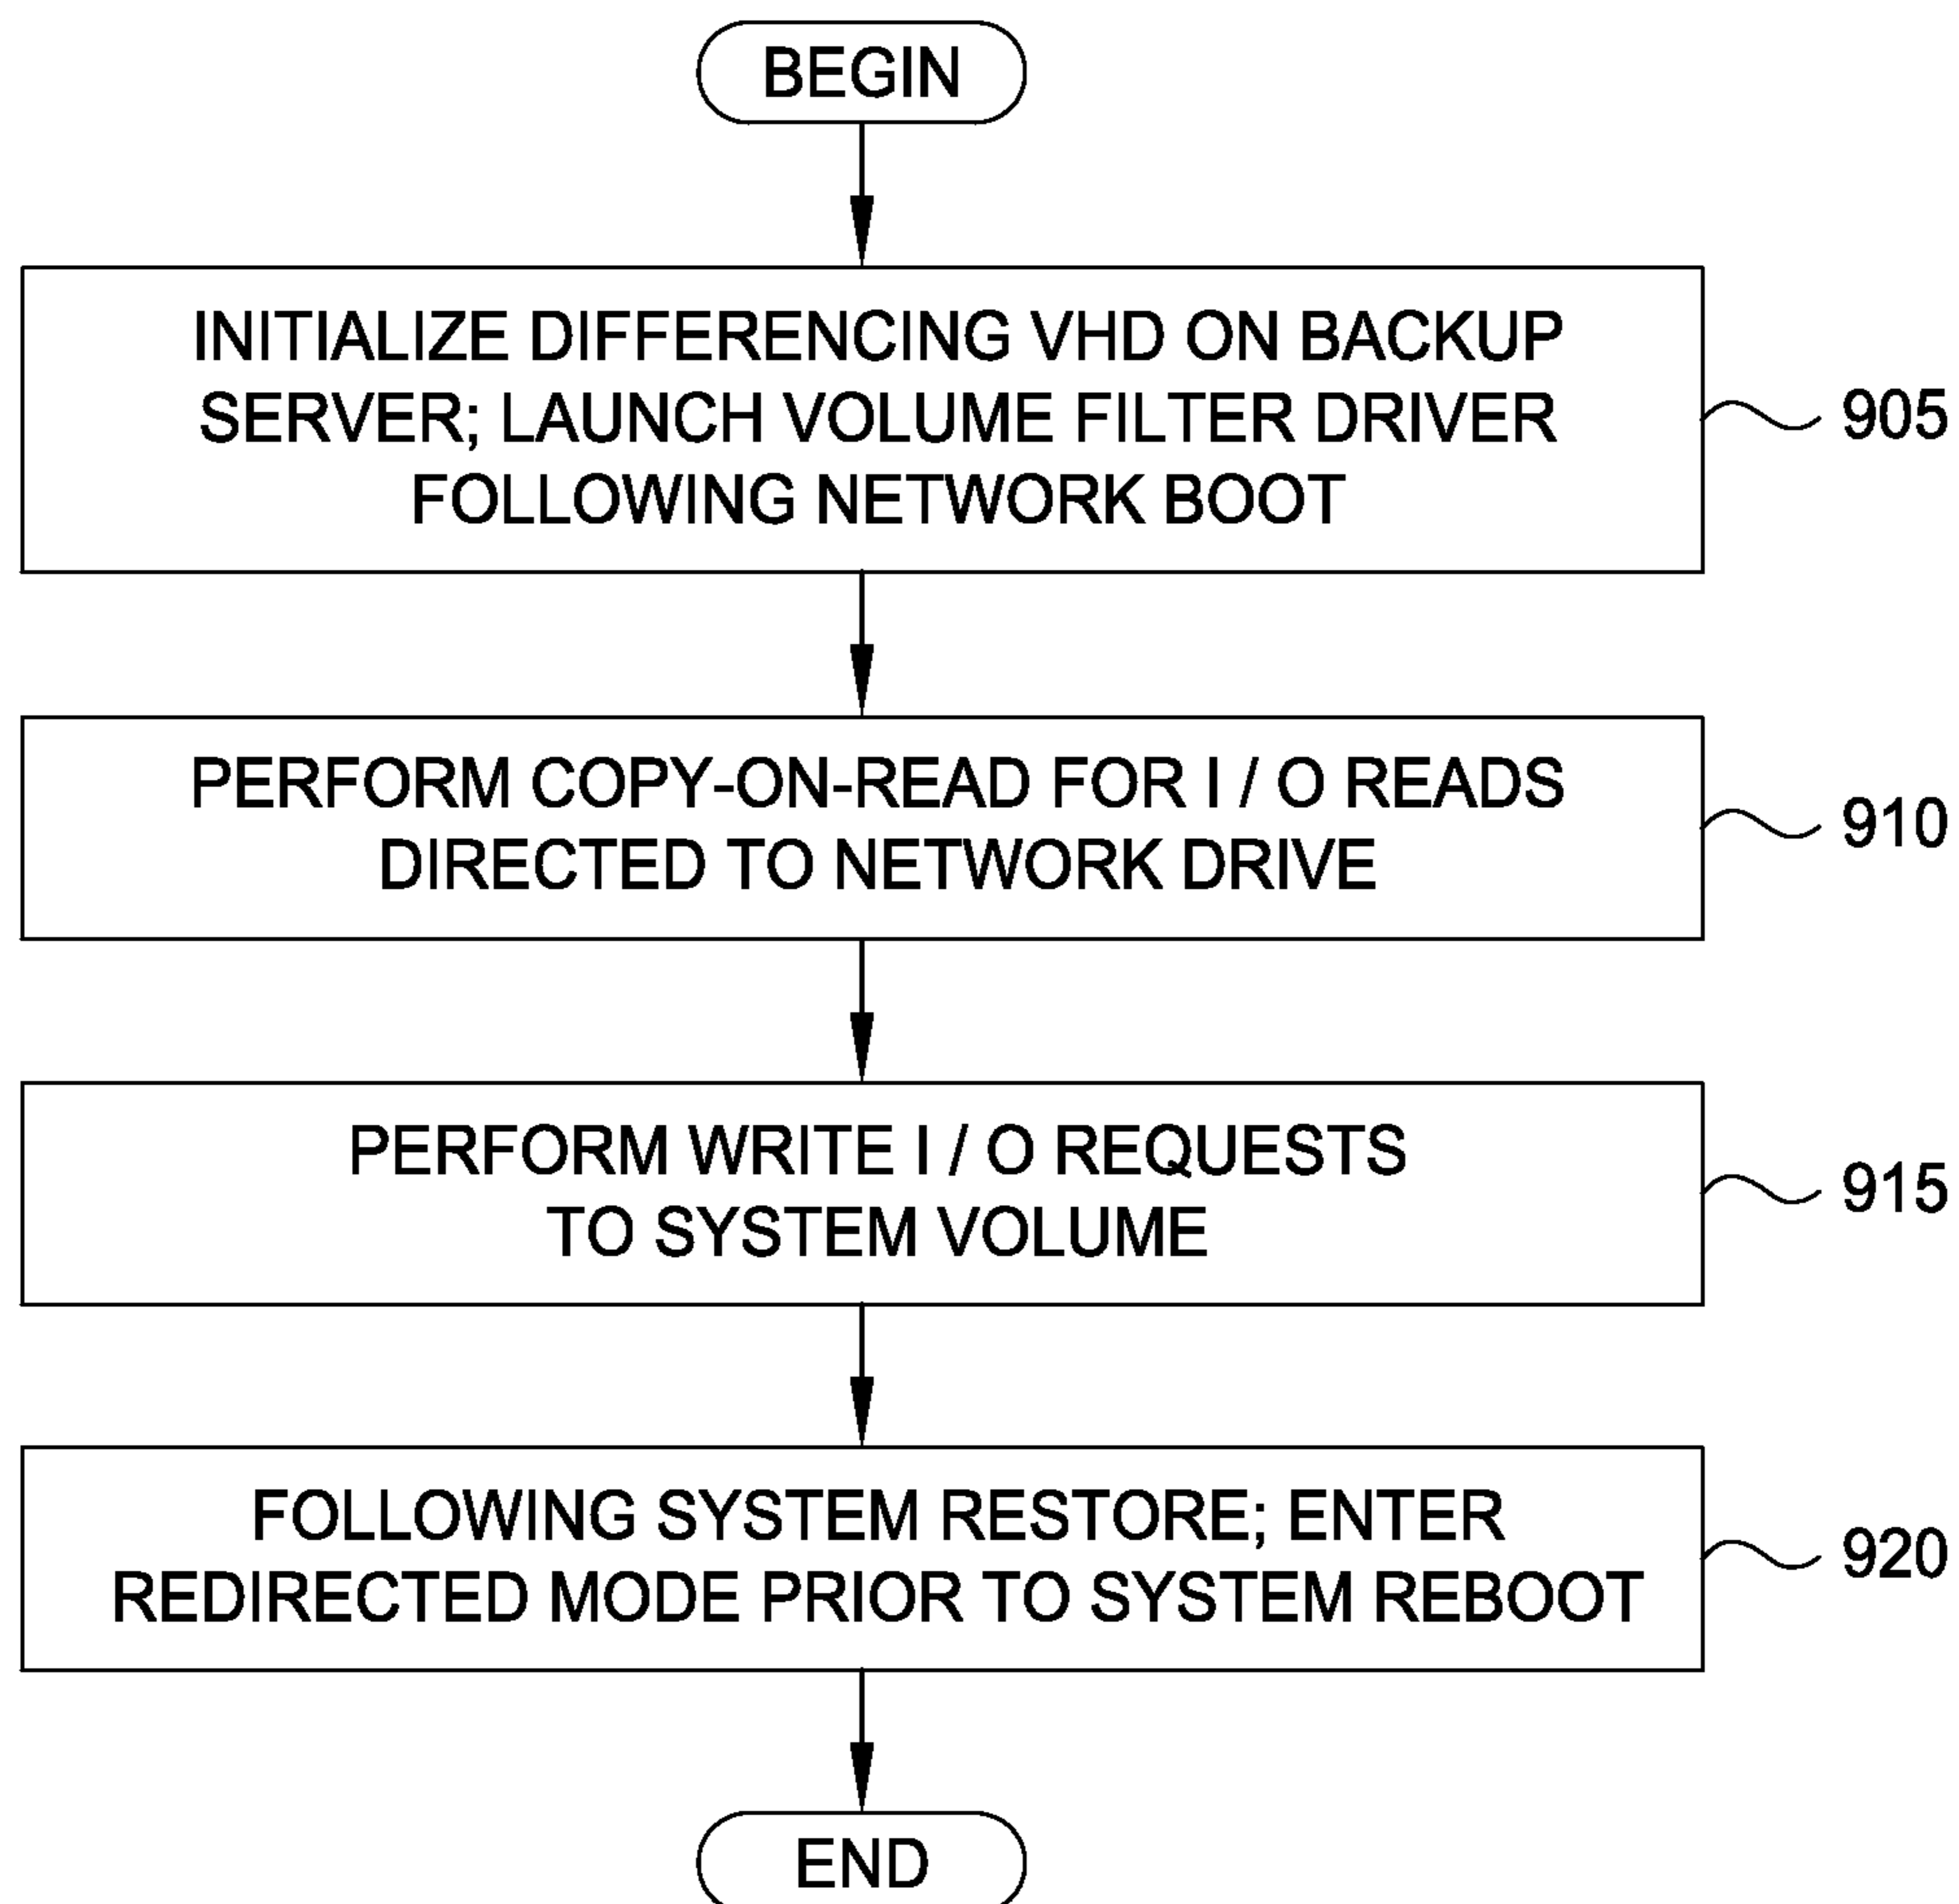 BEGIN
INITIALIZE DIFFERENCING VHD ON BACKUP
SERVER; LAUNCH VOLUME FILTER DRIVER
FOLLOWING NETWORK BOOT
905
PERFORM COPY-ON-READ FOR I / O READS
DIRECTED TO NETWORK DRIVE
910
PERFORM WRITE I / O REQUESTS
TO SYSTEM VOLUME
915
FOLLOWING SYSTEM RESTORE; ENTER
REDIRECTED MODE PRIOR TO SYSTEM REBOOT
920
END